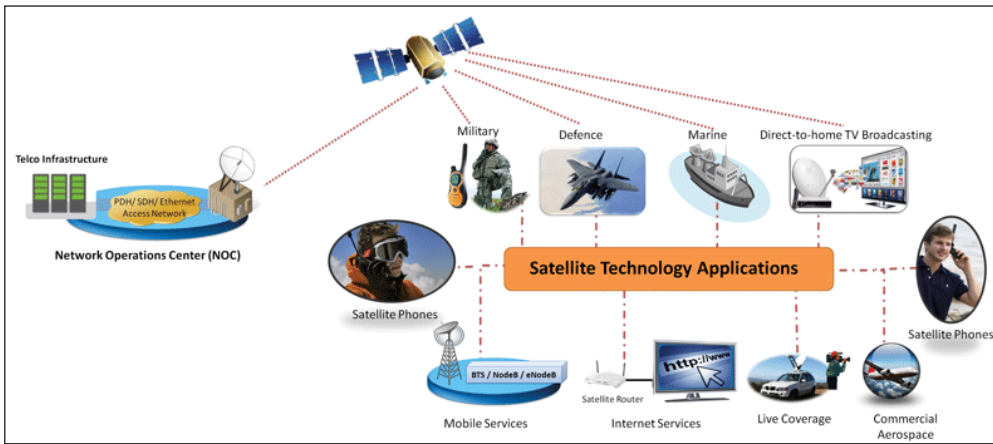 Military
Defence
Marine
Direct-to-home TV Broadcasting
Telco Infrastructure
PDH/ SDH/ Ethernet
Access Network
Network Operations Center (NOC)
Satellite Technology Applications
Satellite Phones
Satellite Phones
BTS / NodeB / eNodeB
http://www
Satellite Router
Mobile Services
Internet Services
Live Coverage
Commercial
Aerospace